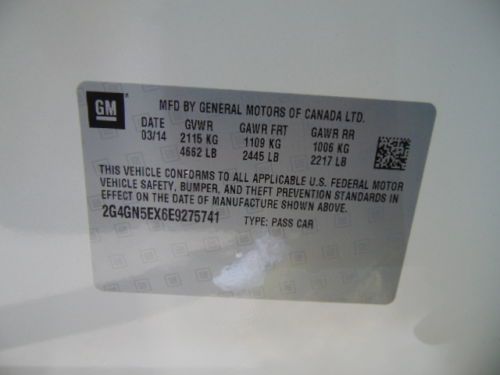 GM
MFD BY GENERAL MOTORS OF CANADA LTD.
DATE GVWR GAWR FRT GAWR RR
03/14 2115 KG 1109 KG 1006 KG
4662 LB 2445 LB 2217 LB
THIS VEHICLE CONFORMS TO ALL APPLICABLE U.S. FEDERAL MOTOR
VEHICLE SAFETY, BUMPER, AND THEFT PREVENTION STANDARDS IN
EFFECT ON THE DATE OF MANUFACTURE SHOWN ABOVE.
2G4GN5EX6E9275741 TYPE: PASS CAR